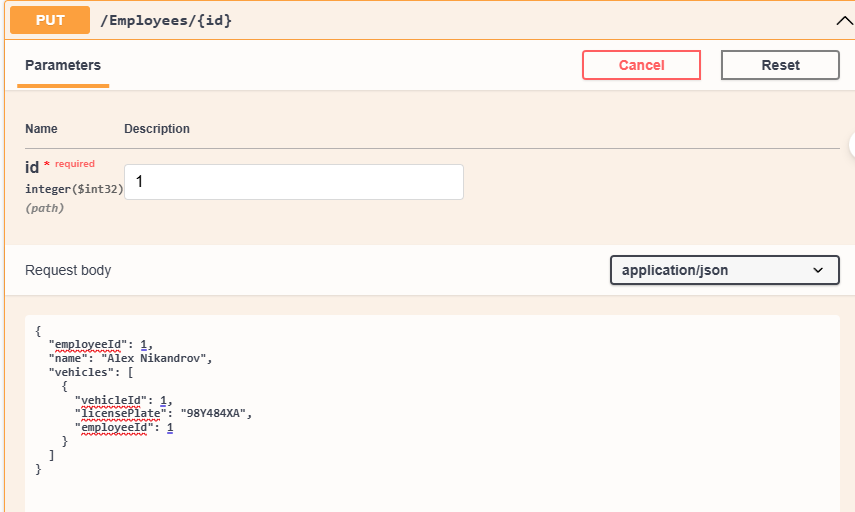 PUT /Employees/{id}
Parameters Cancel Reset
Name Description
id * required
integer($int32)
(path)
1
Request body application/json
{
  "employeeId": 1,
  "name": "Alex Nikandrov",
  "vehicles": [
    {
      "vehicleId": 1,
      "licensePlate": "98Y484XA",
      "employeeId": 1
    }
  ]
}